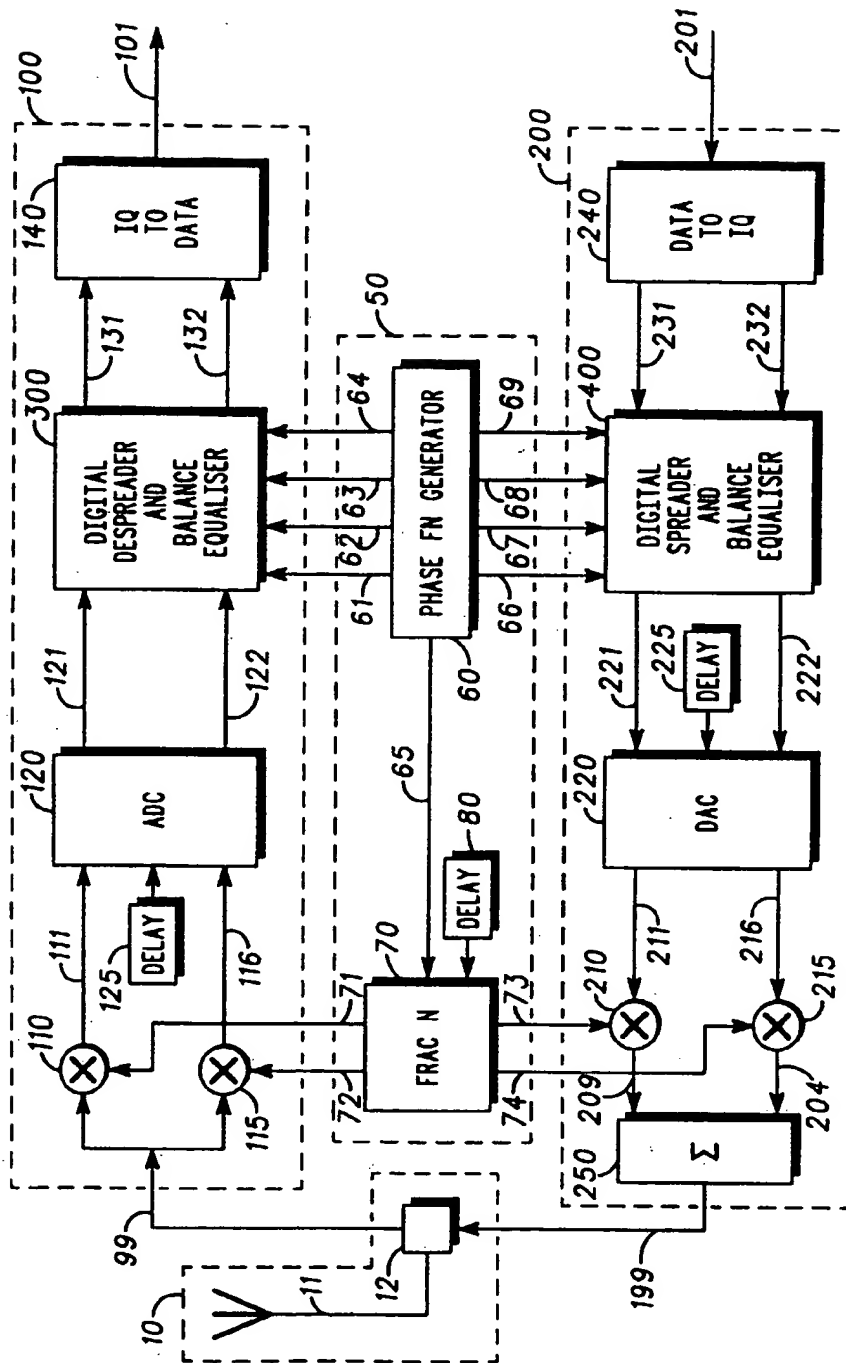 100
101
110
111
120
121
300
131
140
ADC
DIGITAL
DESPREADER
AND
BALANCE
EQUALISER
IQ
TO
DATA
125
DELAY
99
115
116
122
132
10
11
12
72
71
70
65
61
62
63
64
50
FRAC N
PHASE FN GENERATOR
80
DELAY
60
74
73
66
67
68
69
199
250
Σ
209
210
211
220
221
400
231
240
200
201
DAC
225
DELAY
DIGITAL
SPREADER
AND
BALANCE
EQUALISER
DATA
TO
IQ
204
215
216
222
232